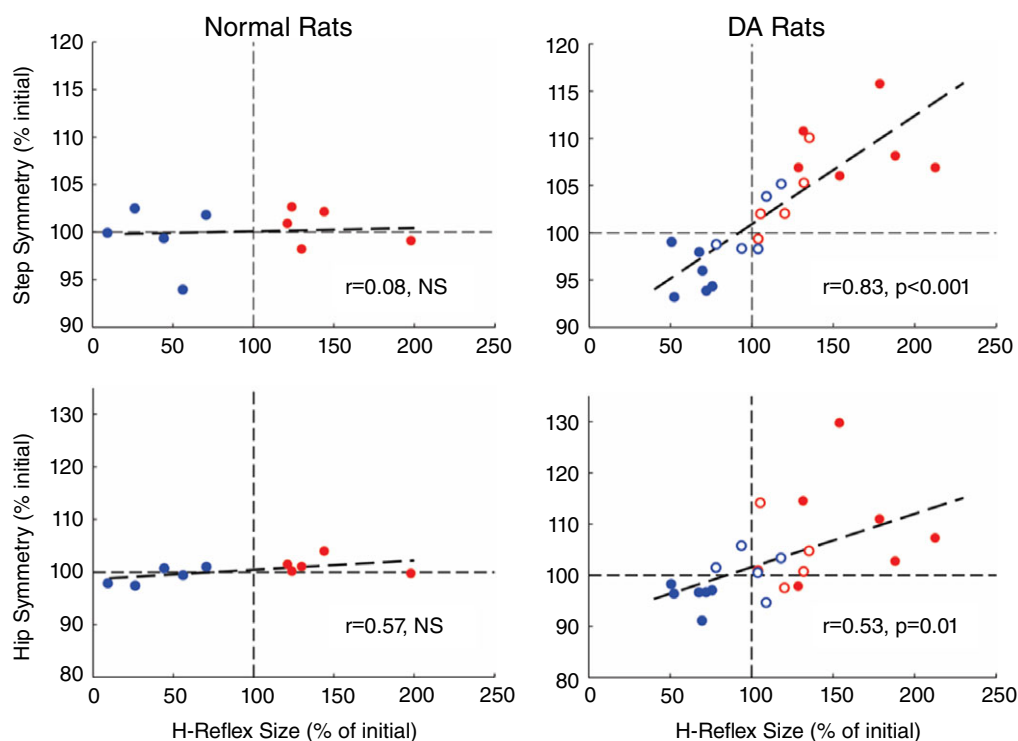 Normal Rats
DA Rats
Step Symmetry (% initial)
120
115
110
105
100
95
90
r=0.08, NS
0 50 100 150 200 250
120
115
110
105
100
95
90
r=0.83, p<0.001
0 50 100 150 200 250
Hip Symmetry (% initial)
130
120
110
100
90
80
r=0.57, NS
0 50 100 150 200 250
H-Reflex Size (% of initial)
130
120
110
100
90
80
r=0.53, p=0.01
0 50 100 150 200 250
H-Reflex Size (% of initial)